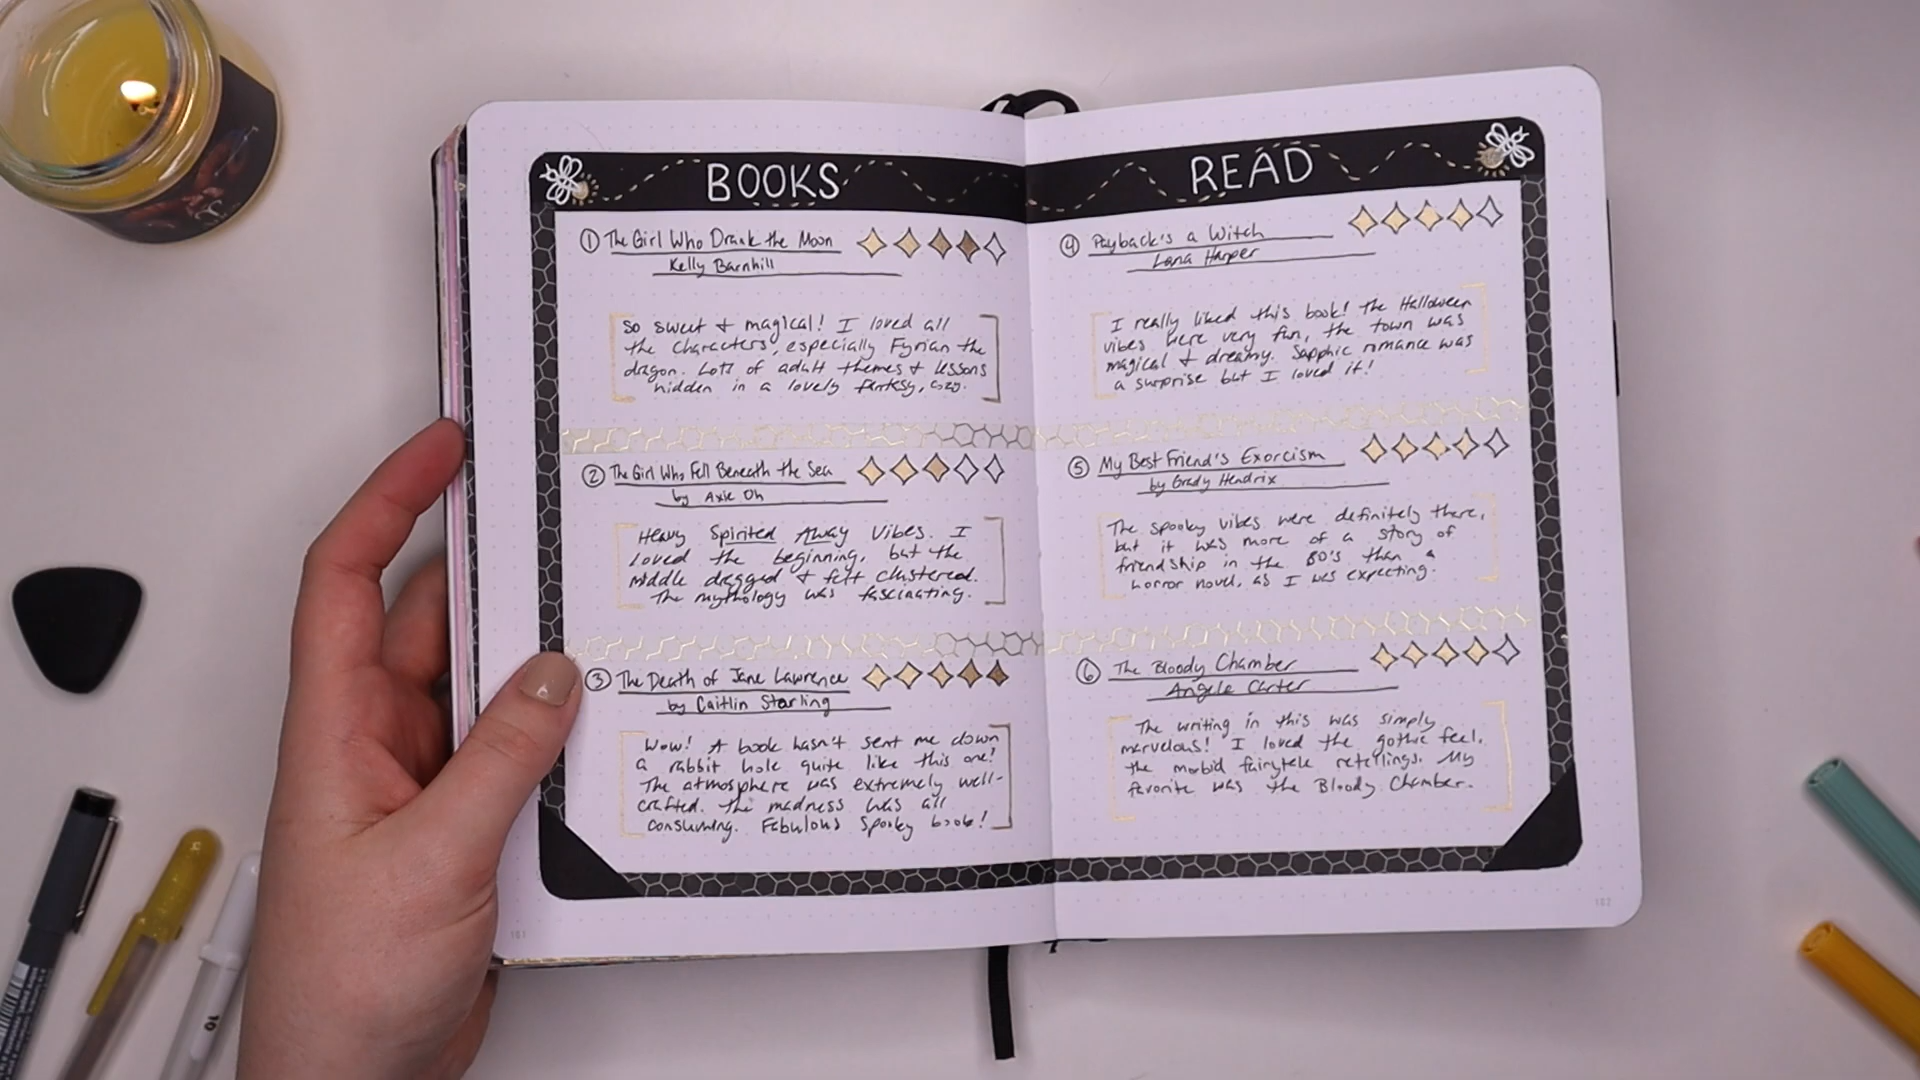 BOOKS
① The Girl Who Drank the Moon
Kelly Barnhill
So sweet + magical! I loved all
the characters, especially Fyrian the
dragon. Lots of adult themes + lessons
hidden in a lovely fantasy, cozy.
② The Girl Who Fell Beneath the Sea
by Axie Oh
Heavy Spirited Away Vibes. I
loved the beginning, but the
middle dragged + felt clustered.
The mythology was fascinating.
③ The Death of Jane Lawrence
by Caitlin Starling
Wow! A book hasn't sent me down
a rabbit hole quite like this one!
The atmosphere was extremely well-
crafted. The madness was all
consuming. Fabulous Spooky book!
161
READ
④ Payback's a Witch
Lana Harper
I really liked this book! The Halloween
vibes were very fun, the town was
magical + dreamy. Sapphic romance was
a surprise but I loved it!
⑤ My Best Friend's Exorcism
by Grady Hendrix
The spooky vibes were definitely there,
but it was more of a story of
friendship in the 80's than a
horror novel, as I was expecting.
⑥ The Bloody Chamber
Angela Carter
The writing in this was simply
marvelous! I loved the gothic feel,
the morbid fairytale retellings. My
favorite was the Bloody Chamber.
162
10